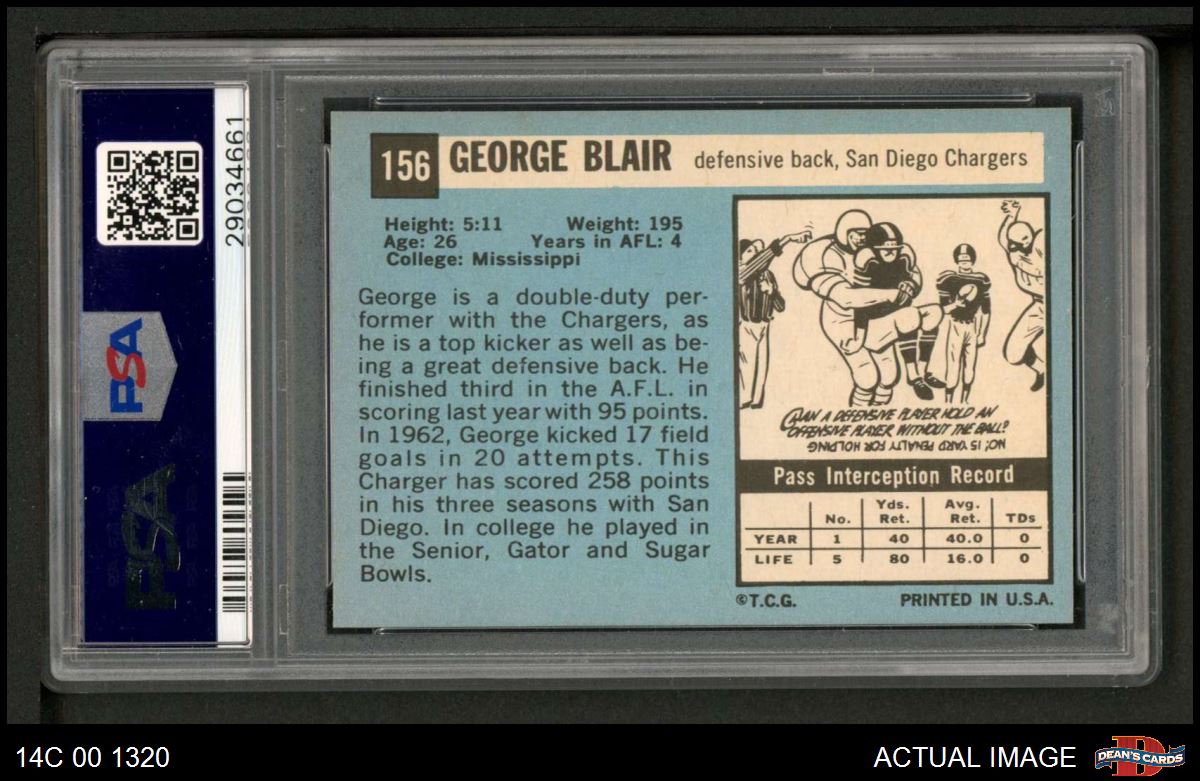 29034661
PSA
PSA
156 GEORGE BLAIR defensive back, San Diego Chargers
Height: 5:11 Weight: 195
Age: 26 Years in AFL: 4
College: Mississippi
George is a double-duty per-
former with the Chargers, as
he is a top kicker as well as be-
ing a great defensive back. He
finished third in the A.F.L. in
scoring last year with 95 points.
In 1962, George kicked 17 field
goals in 20 attempts. This
Charger has scored 258 points
in his three seasons with San
Diego. In college he played in
the Senior, Gator and Sugar
Bowls.
CAN A DEFENSIVE PLAYER HOLD AN
OFFENSIVE PLAYER WITHOUT THE BALL?
NO; 15 YARD PENALTY FOR HOLDING
Pass Interception Record
No. Yds. Ret. Avg. Ret. TDs
YEAR 1 40 40.0 0
LIFE 5 80 16.0 0
©T.C.G. PRINTED IN U.S.A.
14C 00 1320
ACTUAL IMAGE
DEAN'S CARDS